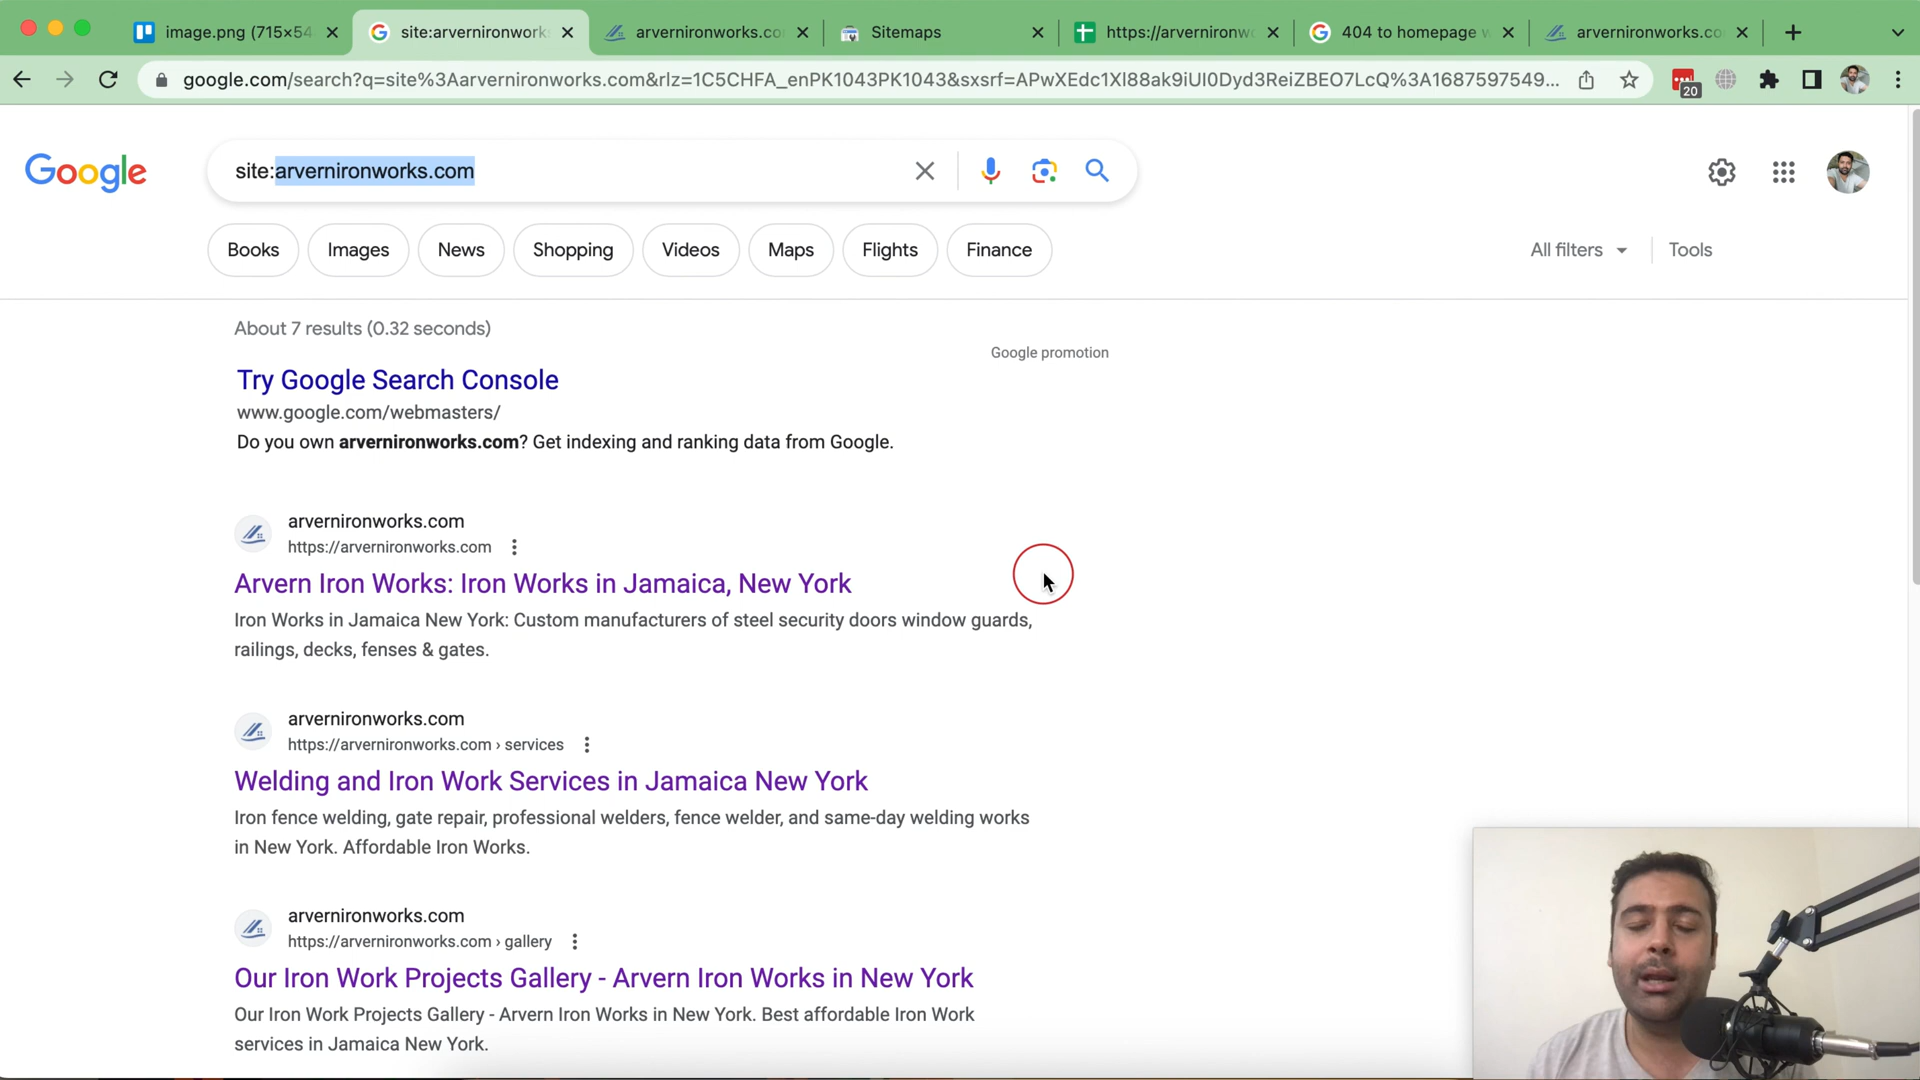 image.png (715×54
site:arvernironworks
arvernironworks.co
Sitemaps
https://arvernironw
404 to homepage w
arvernironworks.co
google.com/search?q=site%3Aarvernironworks.com&rlz=1C5CHFA_enPK1043PK1043&sxsrf=APwXEdc1Xl88ak9iUI0Dyd3ReiZBEO7LcQ%3A1687597549...
20
Google
site:arvernironworks.com
Books
Images
News
Shopping
Videos
Maps
Flights
Finance
All filters
Tools
About 7 results (0.32 seconds)
Google promotion
Try Google Search Console
www.google.com/webmasters/
Do you own arvernironworks.com? Get indexing and ranking data from Google.
arvernironworks.com
https://arvernironworks.com
Arvern Iron Works: Iron Works in Jamaica, New York
Iron Works in Jamaica New York: Custom manufacturers of steel security doors window guards,
railings, decks, fenses & gates.
arvernironworks.com
https://arvernironworks.com › services
Welding and Iron Work Services in Jamaica New York
Iron fence welding, gate repair, professional welders, fence welder, and same-day welding works
in New York. Affordable Iron Works.
arvernironworks.com
https://arvernironworks.com › gallery
Our Iron Work Projects Gallery - Arvern Iron Works in New York
Our Iron Work Projects Gallery - Arvern Iron Works in New York. Best affordable Iron Work
services in Jamaica New York.